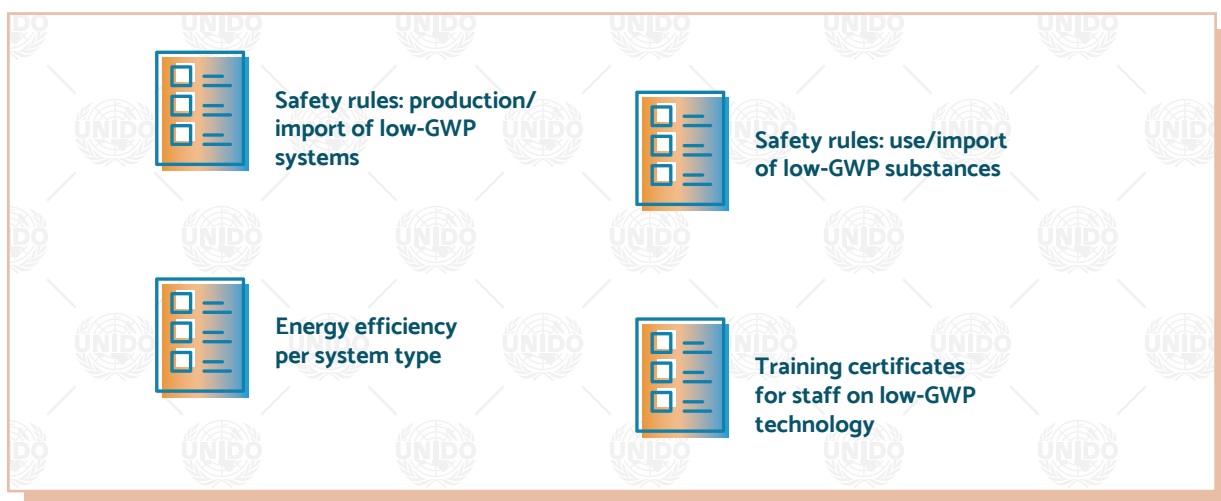 Safety rules: production/
import of low-GWP
systems
Safety rules: use/import
of low-GWP substances
Energy efficiency
per system type
Training certificates
for staff on low-GWP
technology
UNIDO